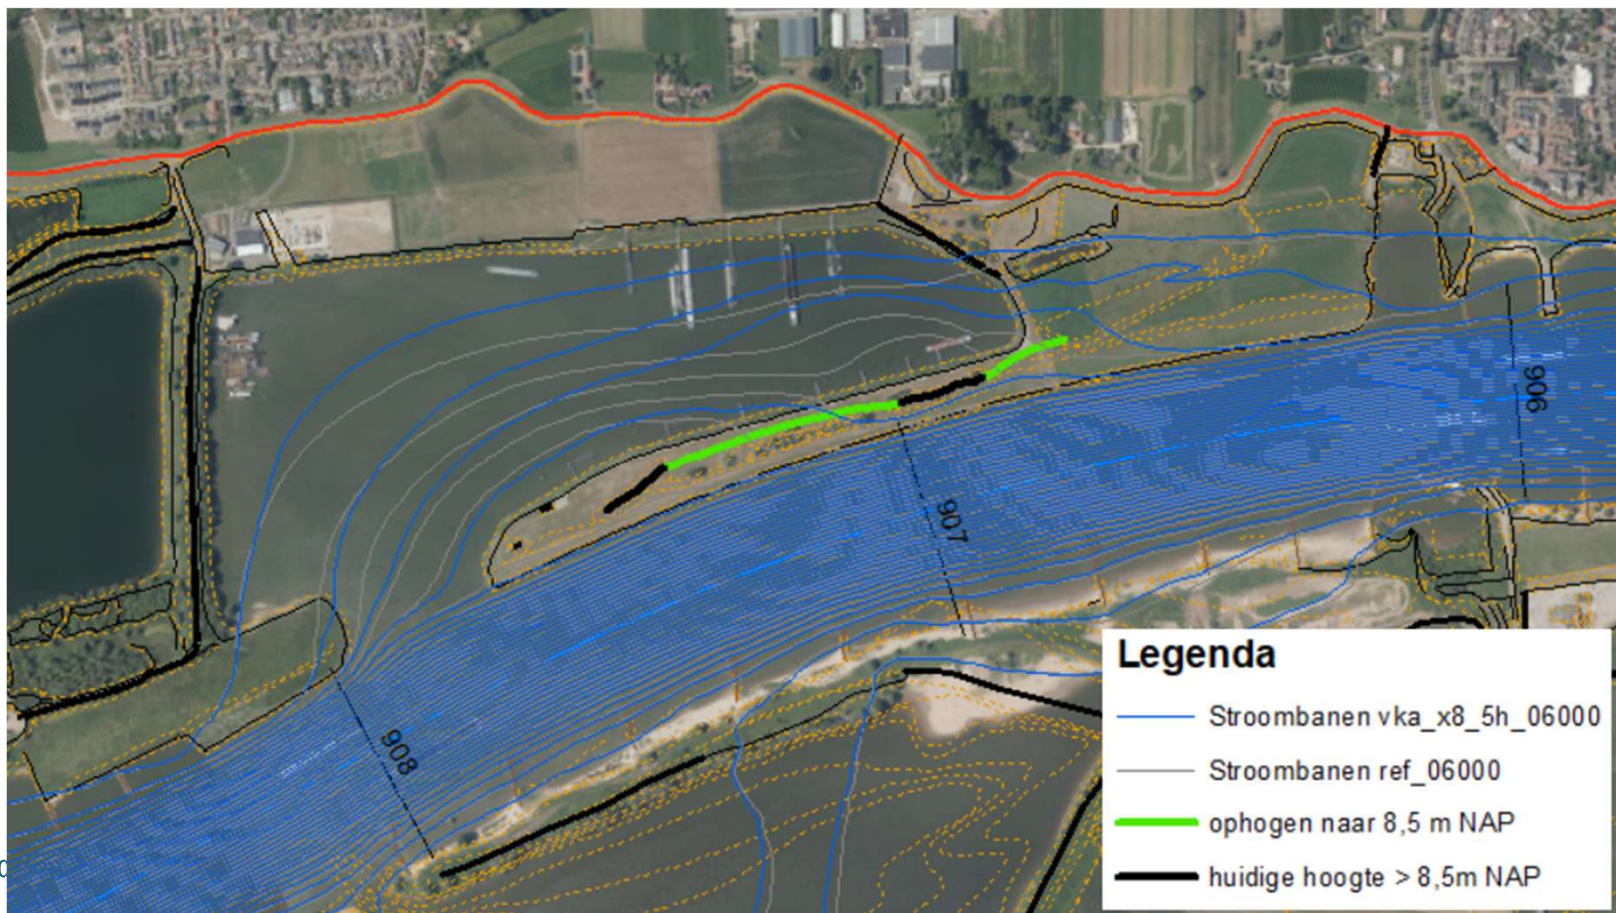 906
907
908
Legenda
Stroombanen vka_x8_5h_06000
Stroombanen ref_06000
ophogen naar 8,5 m NAP
huidige hoogte > 8,5m NAP